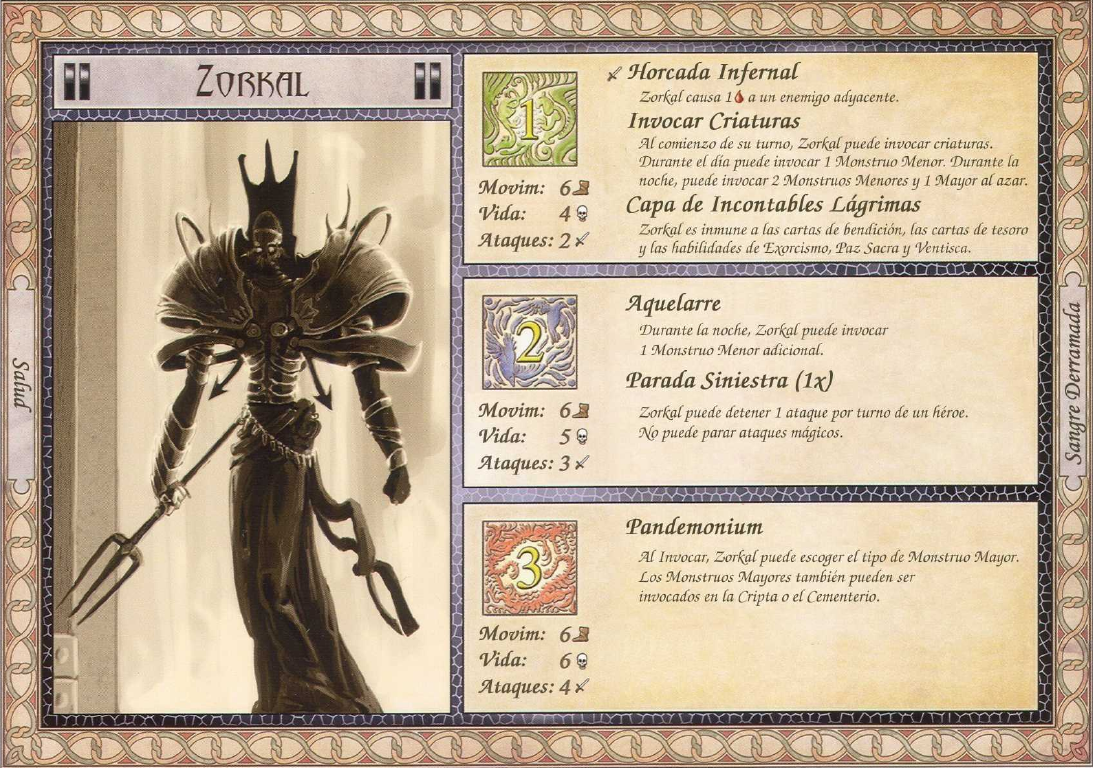 Zorkal
1
Movim: 6
Vida: 4
Ataques: 2
Horcada Infernal
Zorkal causa 1 a un enemigo adyacente.
Invocar Criaturas
Al comienzo de su turno, Zorkal puede invocar criaturas.
Durante el día puede invocar 1 Monstruo Menor. Durante la
noche, puede invocar 2 Monstruos Menores y 1 Mayor al azar.
Capa de Incontables Lágrimas
Zorkal es inmune a las cartas de bendición, las cartas de tesoro
y las habilidades de Exorcismo, Paz Sacra y Ventisca.
2
Movim: 6
Vida: 5
Ataques: 3
Aquelarre
Durante la noche, Zorkal puede invocar
1 Monstruo Menor adicional.
Parada Siniestra (1x)
Zorkal puede detener 1 ataque por turno de un héroe.
No puede parar ataques mágicos.
3
Movim: 6
Vida: 6
Ataques: 4
Pandemonium
Al Invocar, Zorkal puede escoger el tipo de Monstruo Mayor.
Los Monstruos Mayores también pueden ser
invocados en la Cripta o el Cementerio.
Salud
Sangre Derramada